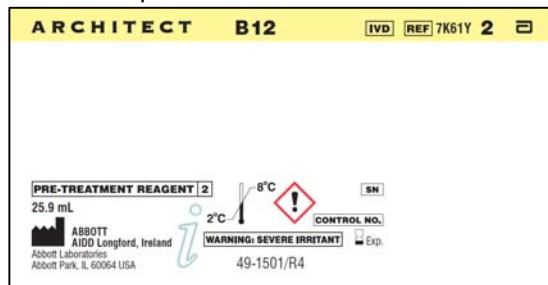 ARCHITECT B12 IVD REF 7K61Y 2
PRE-TREATMENT REAGENT 2
25.9 mL
8°C
2°C
SN
CONTROL NO.
ABBOTT
AIDD Longford, Ireland
WARNING: SEVERE IRRITANT
Exp.
Abbott Laboratories
Abbott Park, IL 60064 USA
49-1501/R4